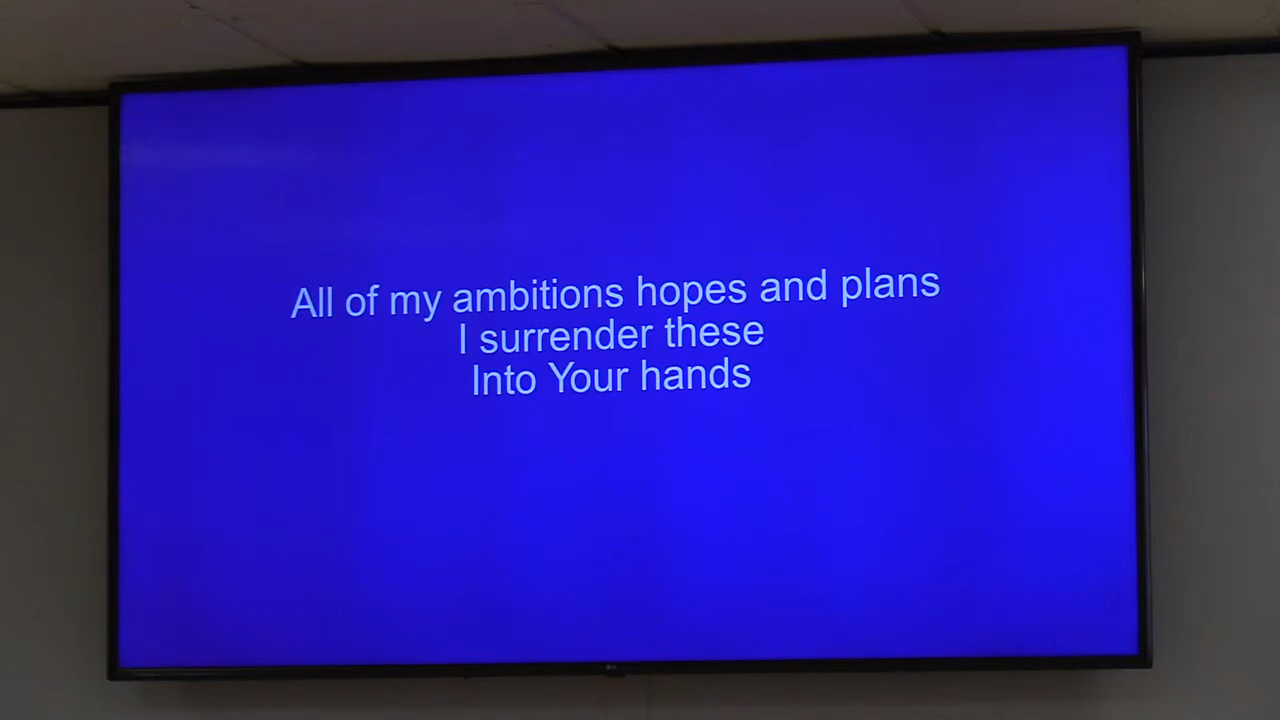 All of my ambitions hopes and plans
I surrender these
Into Your hands